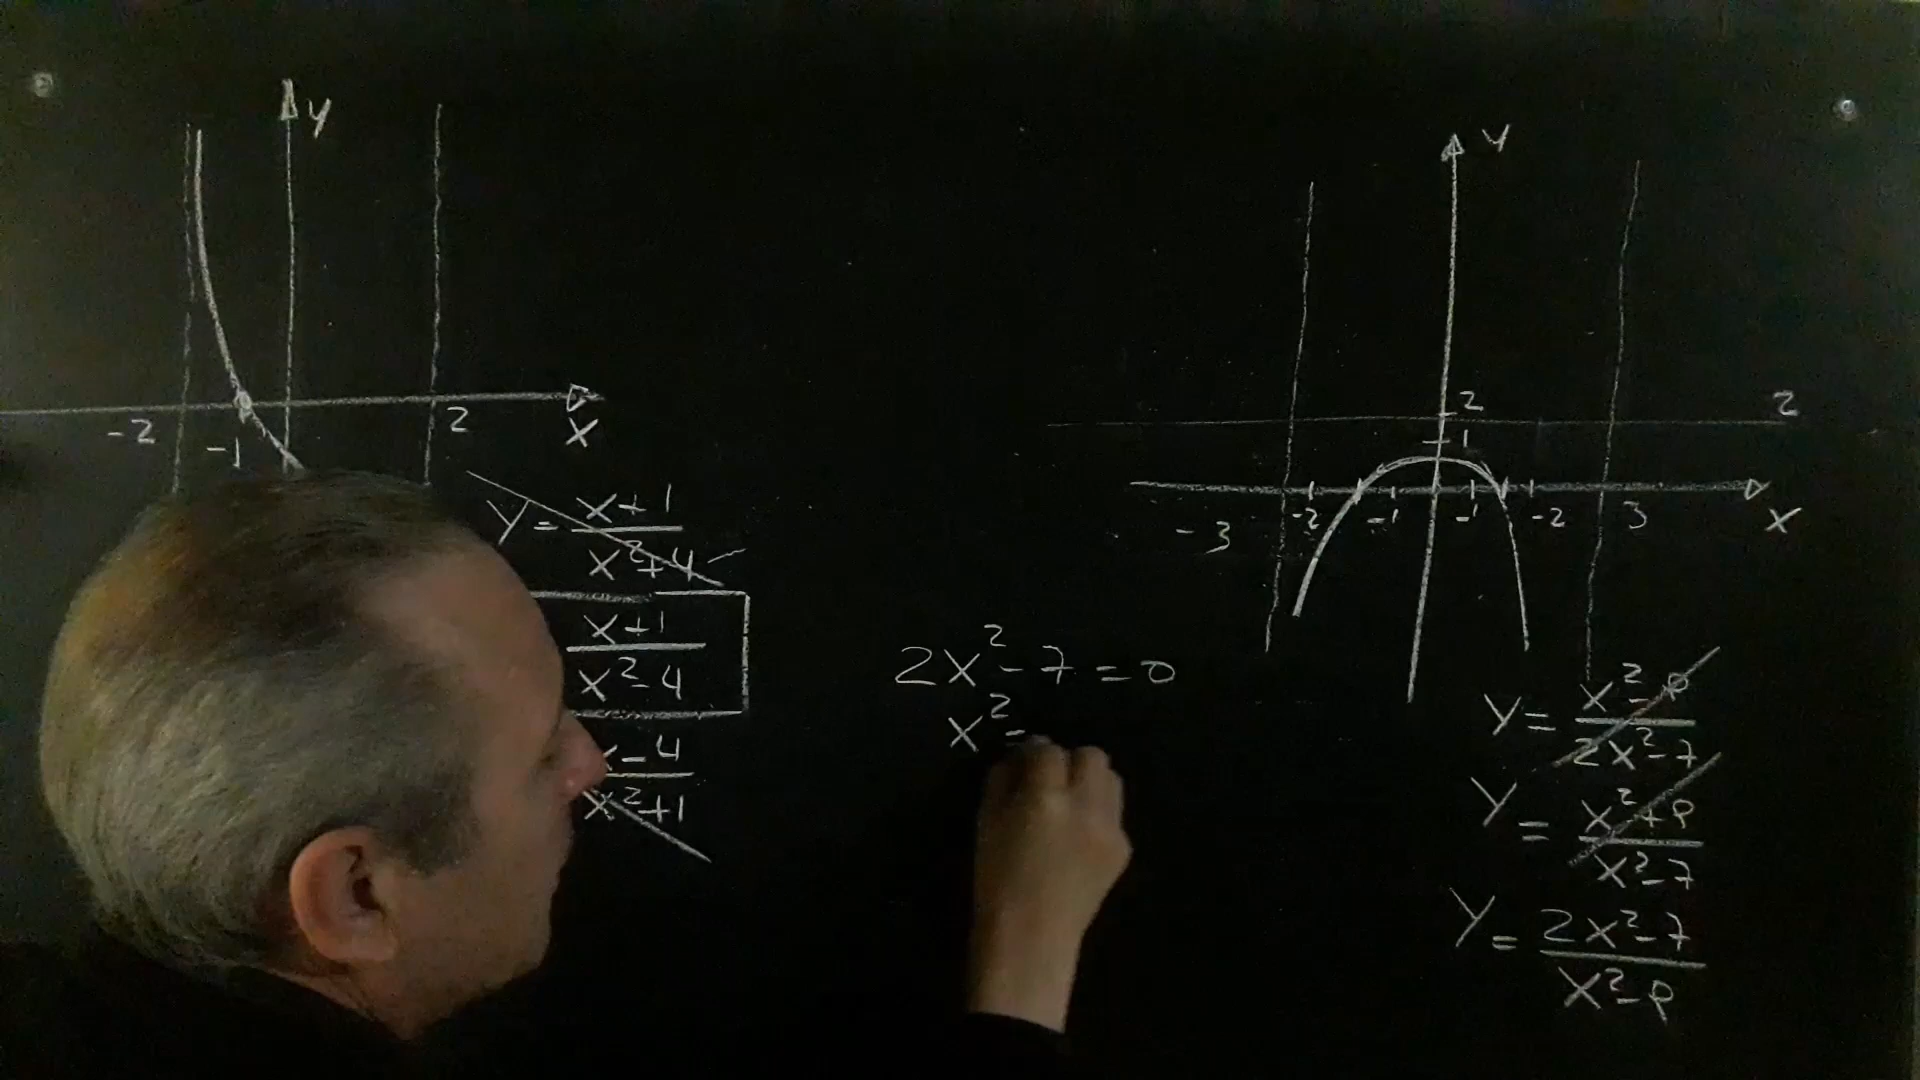 y
-2 -1 2 x
y = x+1 / x²+4
x+1 / x²-4
x-4 / x²+1
2x²-7=0
x²=
y
2 2
1
-3 -2 -1 -1 -2 3 x
y = x²-9 / 2x²-7
y = x²+9 / x²-7
y = 2x²-7 / x²-9